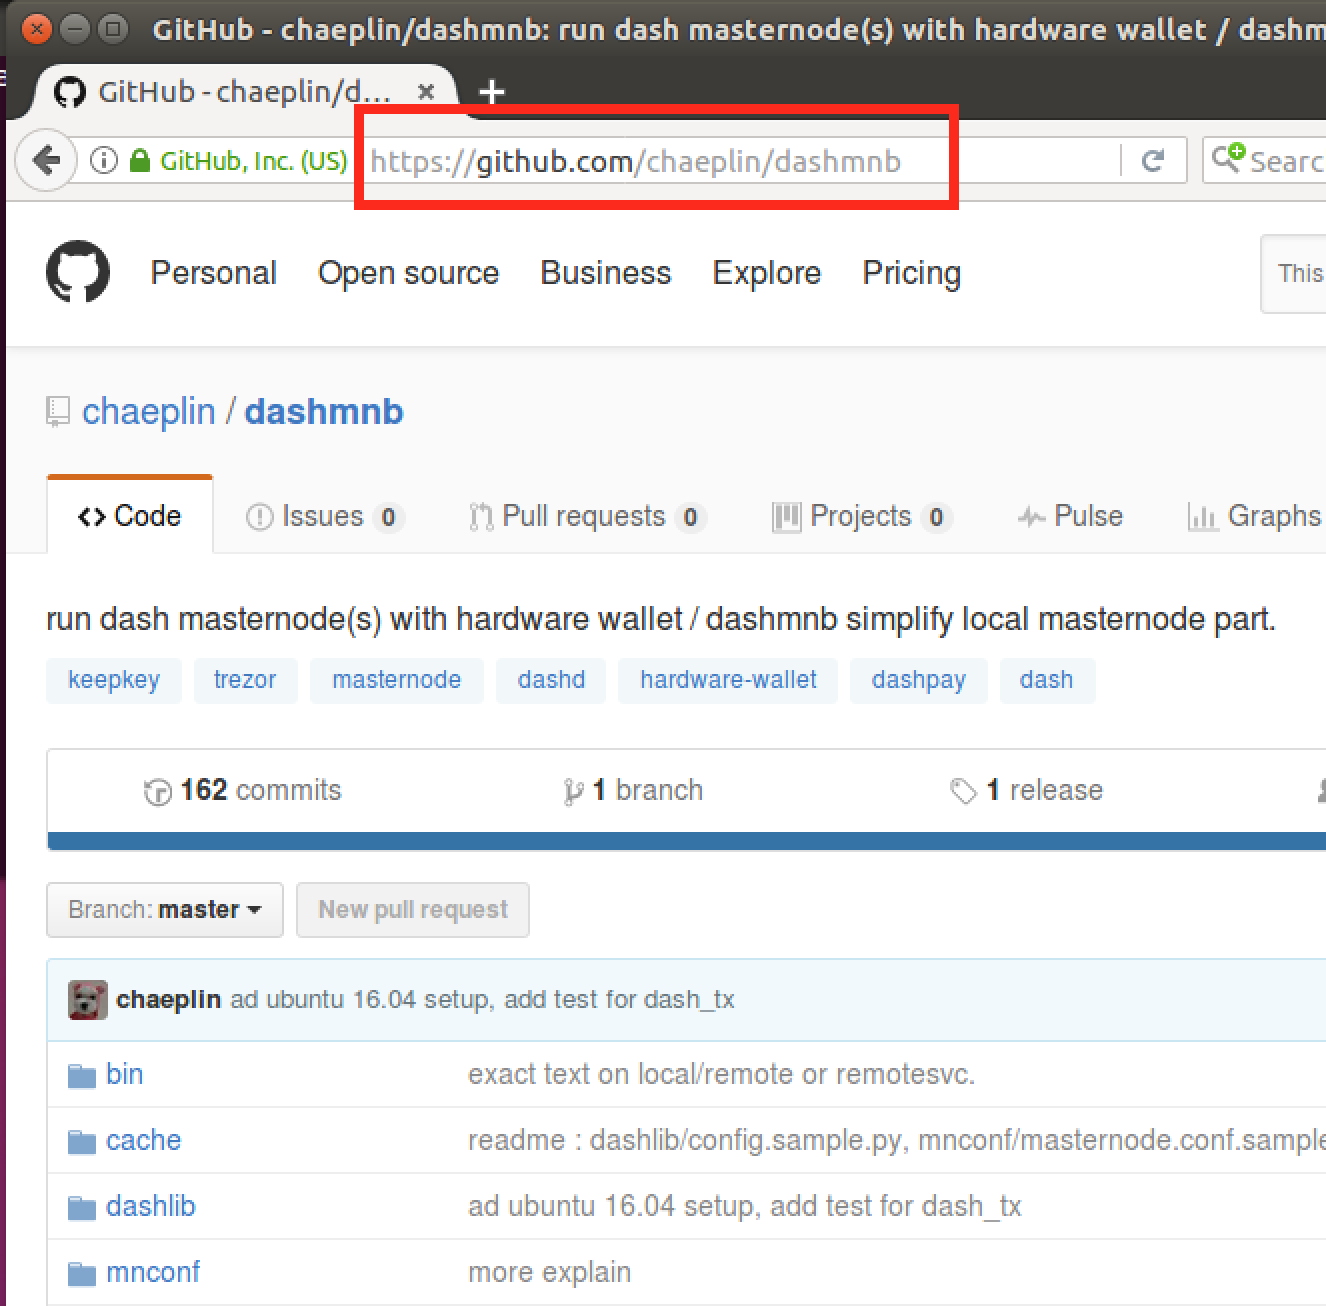 GitHub - chaeplin/dashmnb: run dash masternode(s) with hardware wallet / dashm
GitHub - chaeplin/d...
GitHub, Inc. (US) https://github.com/chaeplin/dashmnb Searc
Personal Open source Business Explore Pricing This
chaeplin / dashmnb
Code Issues 0 Pull requests 0 Projects 0 Pulse Graphs
run dash masternode(s) with hardware wallet / dashmnb simplify local masternode part.
keepkey trezor masternode dashd hardware-wallet dashpay dash
162 commits 1 branch 1 release
Branch: master New pull request
chaeplin ad ubuntu 16.04 setup, add test for dash_tx
bin exact text on local/remote or remotesvc.
cache readme : dashlib/config.sample.py, mnconf/masternode.conf.sample
dashlib ad ubuntu 16.04 setup, add test for dash_tx
mnconf more explain